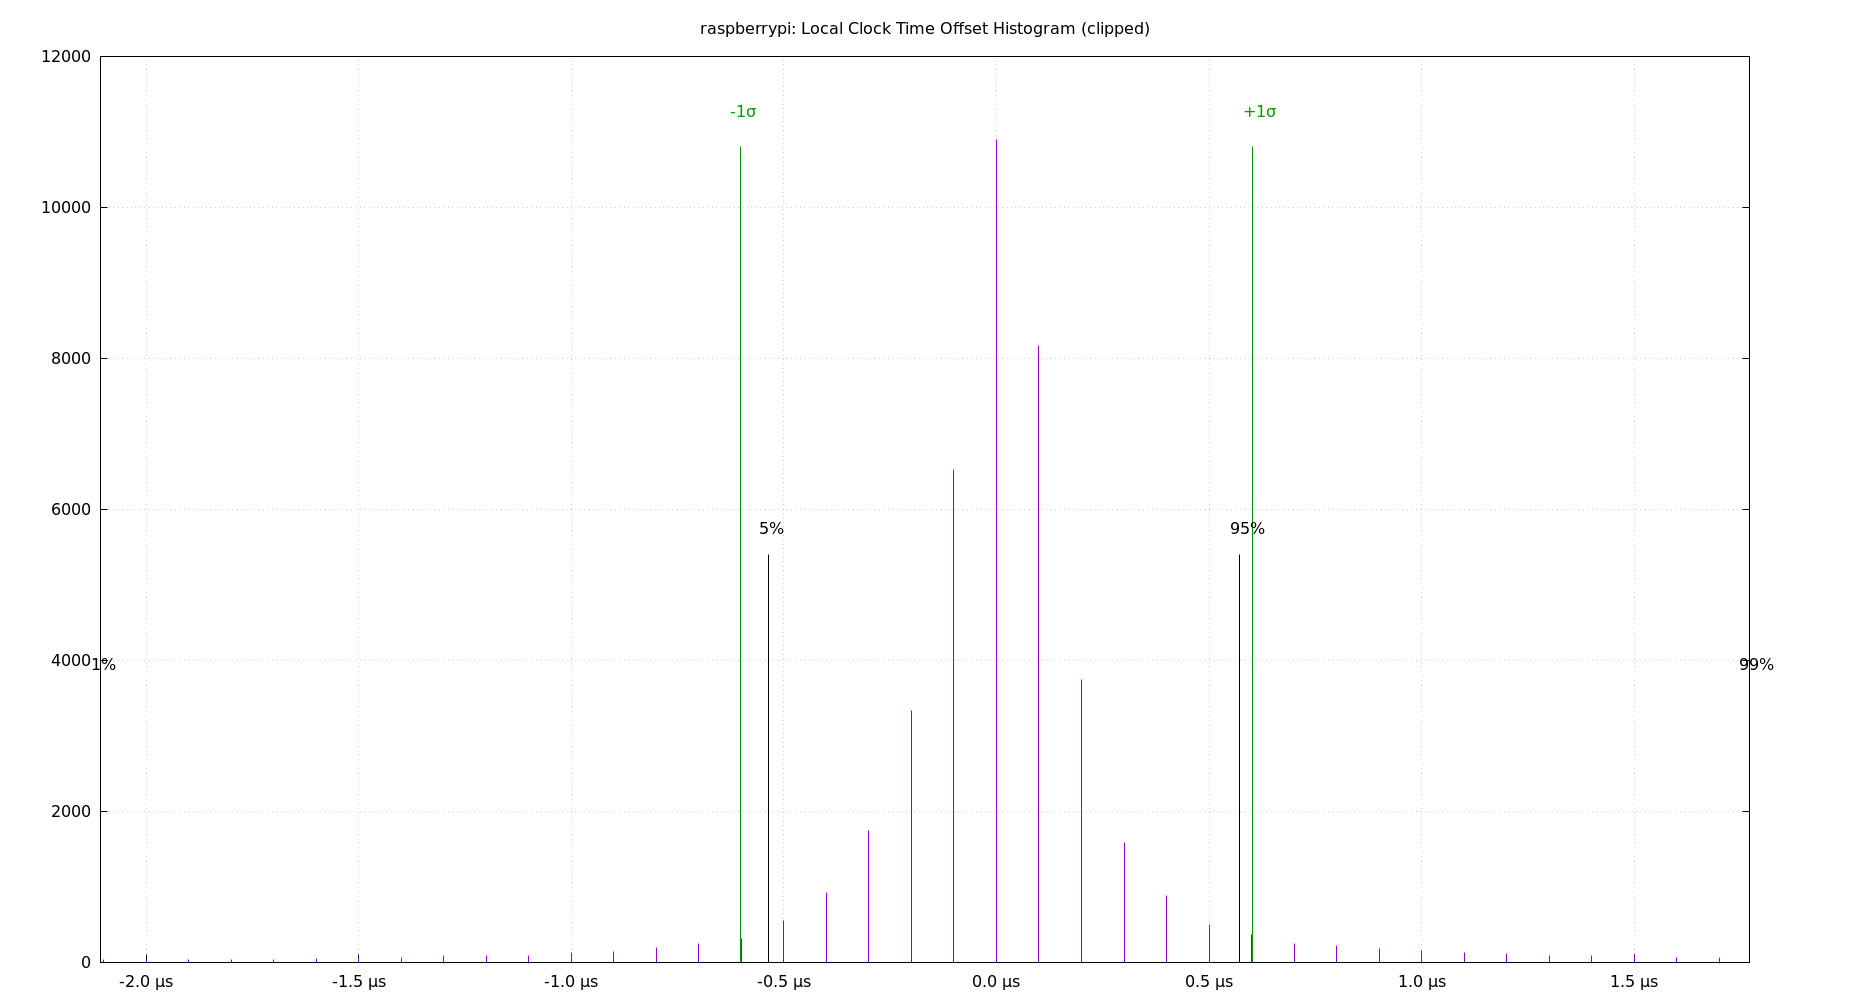 raspberrypi: Local Clock Time Offset Histogram (clipped)
12000
-1σ
+1σ
10000
8000
6000
5%
95%
4000
1%
99%
2000
0
-2.0 µs
-1.5 µs
-1.0 µs
-0.5 µs
0.0 µs
0.5 µs
1.0 µs
1.5 µs